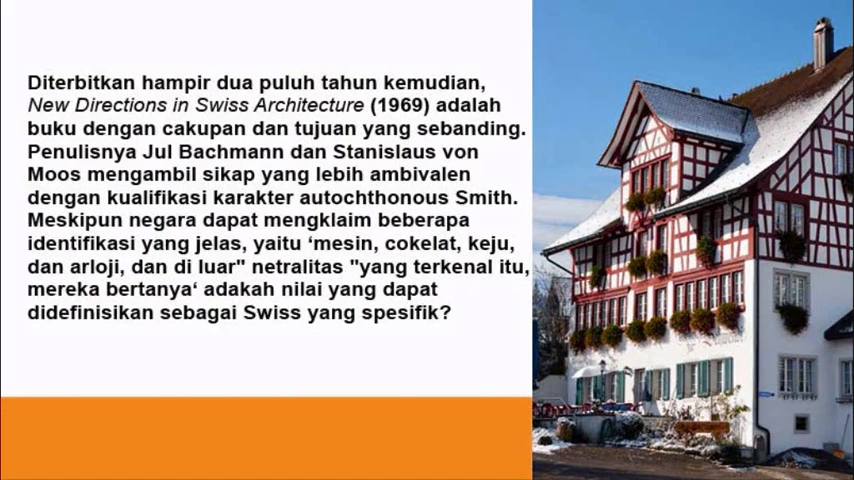 Diterbitkan hampir dua puluh tahun kemudian,
New Directions in Swiss Architecture (1969) adalah
buku dengan cakupan dan tujuan yang sebanding.
Penulisnya Jul Bachmann dan Stanislaus von
Moos mengambil sikap yang lebih ambivalen
dengan kualifikasi karakter autochthonous Smith.
Meskipun negara dapat mengklaim beberapa
identifikasi yang jelas, yaitu ‘mesin, cokelat, keju,
dan arloji, dan di luar" netralitas "yang terkenal itu,
mereka bertanya‘ adakah nilai yang dapat
didefinisikan sebagai Swiss yang spesifik?